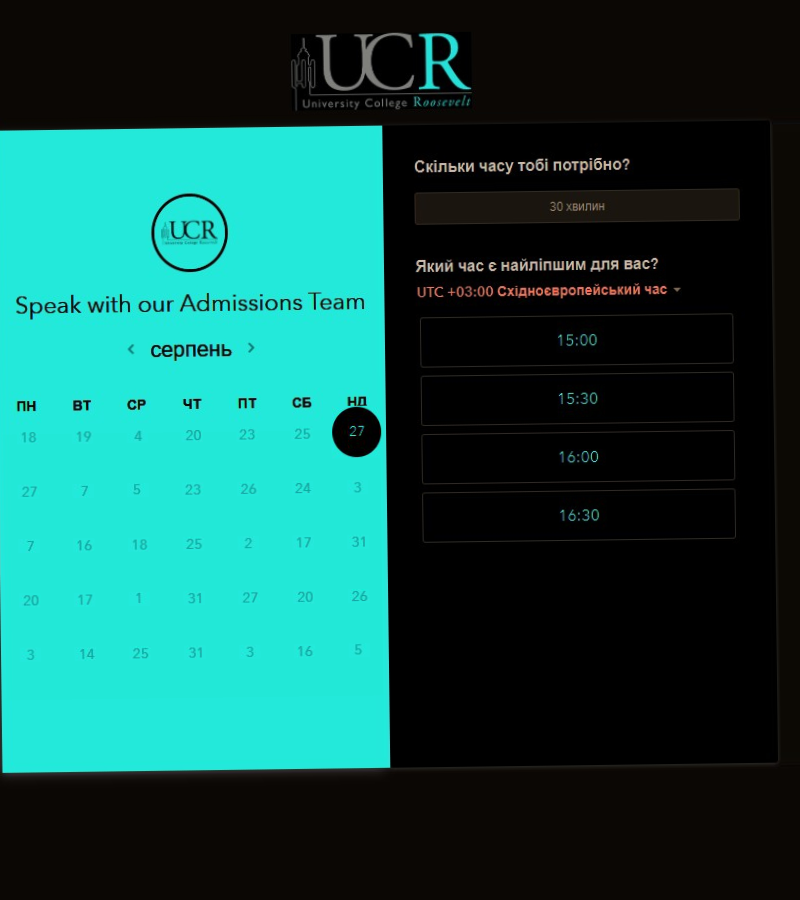 UCR
University College Roosevelt
UCR
University College Roosevelt
Speak with our Admissions Team
серпень
ПН ВТ СР ЧТ ПТ СБ НД
18 19 4 20 23 25 27
27 7 5 23 26 24 3
7 16 18 25 2 17 31
20 17 1 31 27 20 26
3 14 25 31 3 16 5
Скільки часу тобі потрібно?
30 хвилин
Який час є найліпшим для вас?
UTC +03:00 Східноєвропейський час
15:00
15:30
16:00
16:30